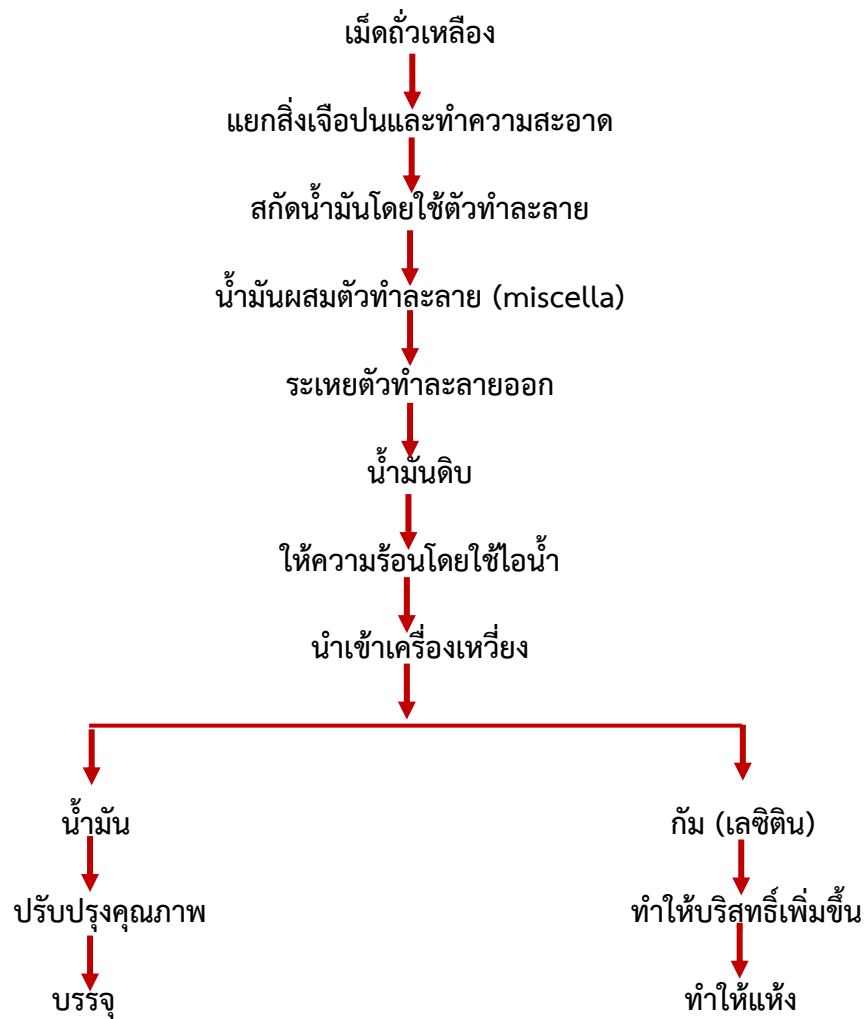 เม็ดถั่วเหลือง
แยกสิ่งเจือปนและทำความสะอาด
สกัดน้ำมันโดยใช้ตัวทำละลาย
น้ำมันผสมตัวทำละลาย (miscella)
ระเหยตัวทำละลายออก
น้ำมันดิบ
ให้ความร้อนโดยใช้ไอน้ำ
นำเข้าเครื่องเหวี่ยง
น้ำมัน
กัม (เลซิติน)
ปรับปรุงคุณภาพ
ทำให้บริสุทธิ์เพิ่มขึ้น
บรรจุ
ทำให้แห้ง